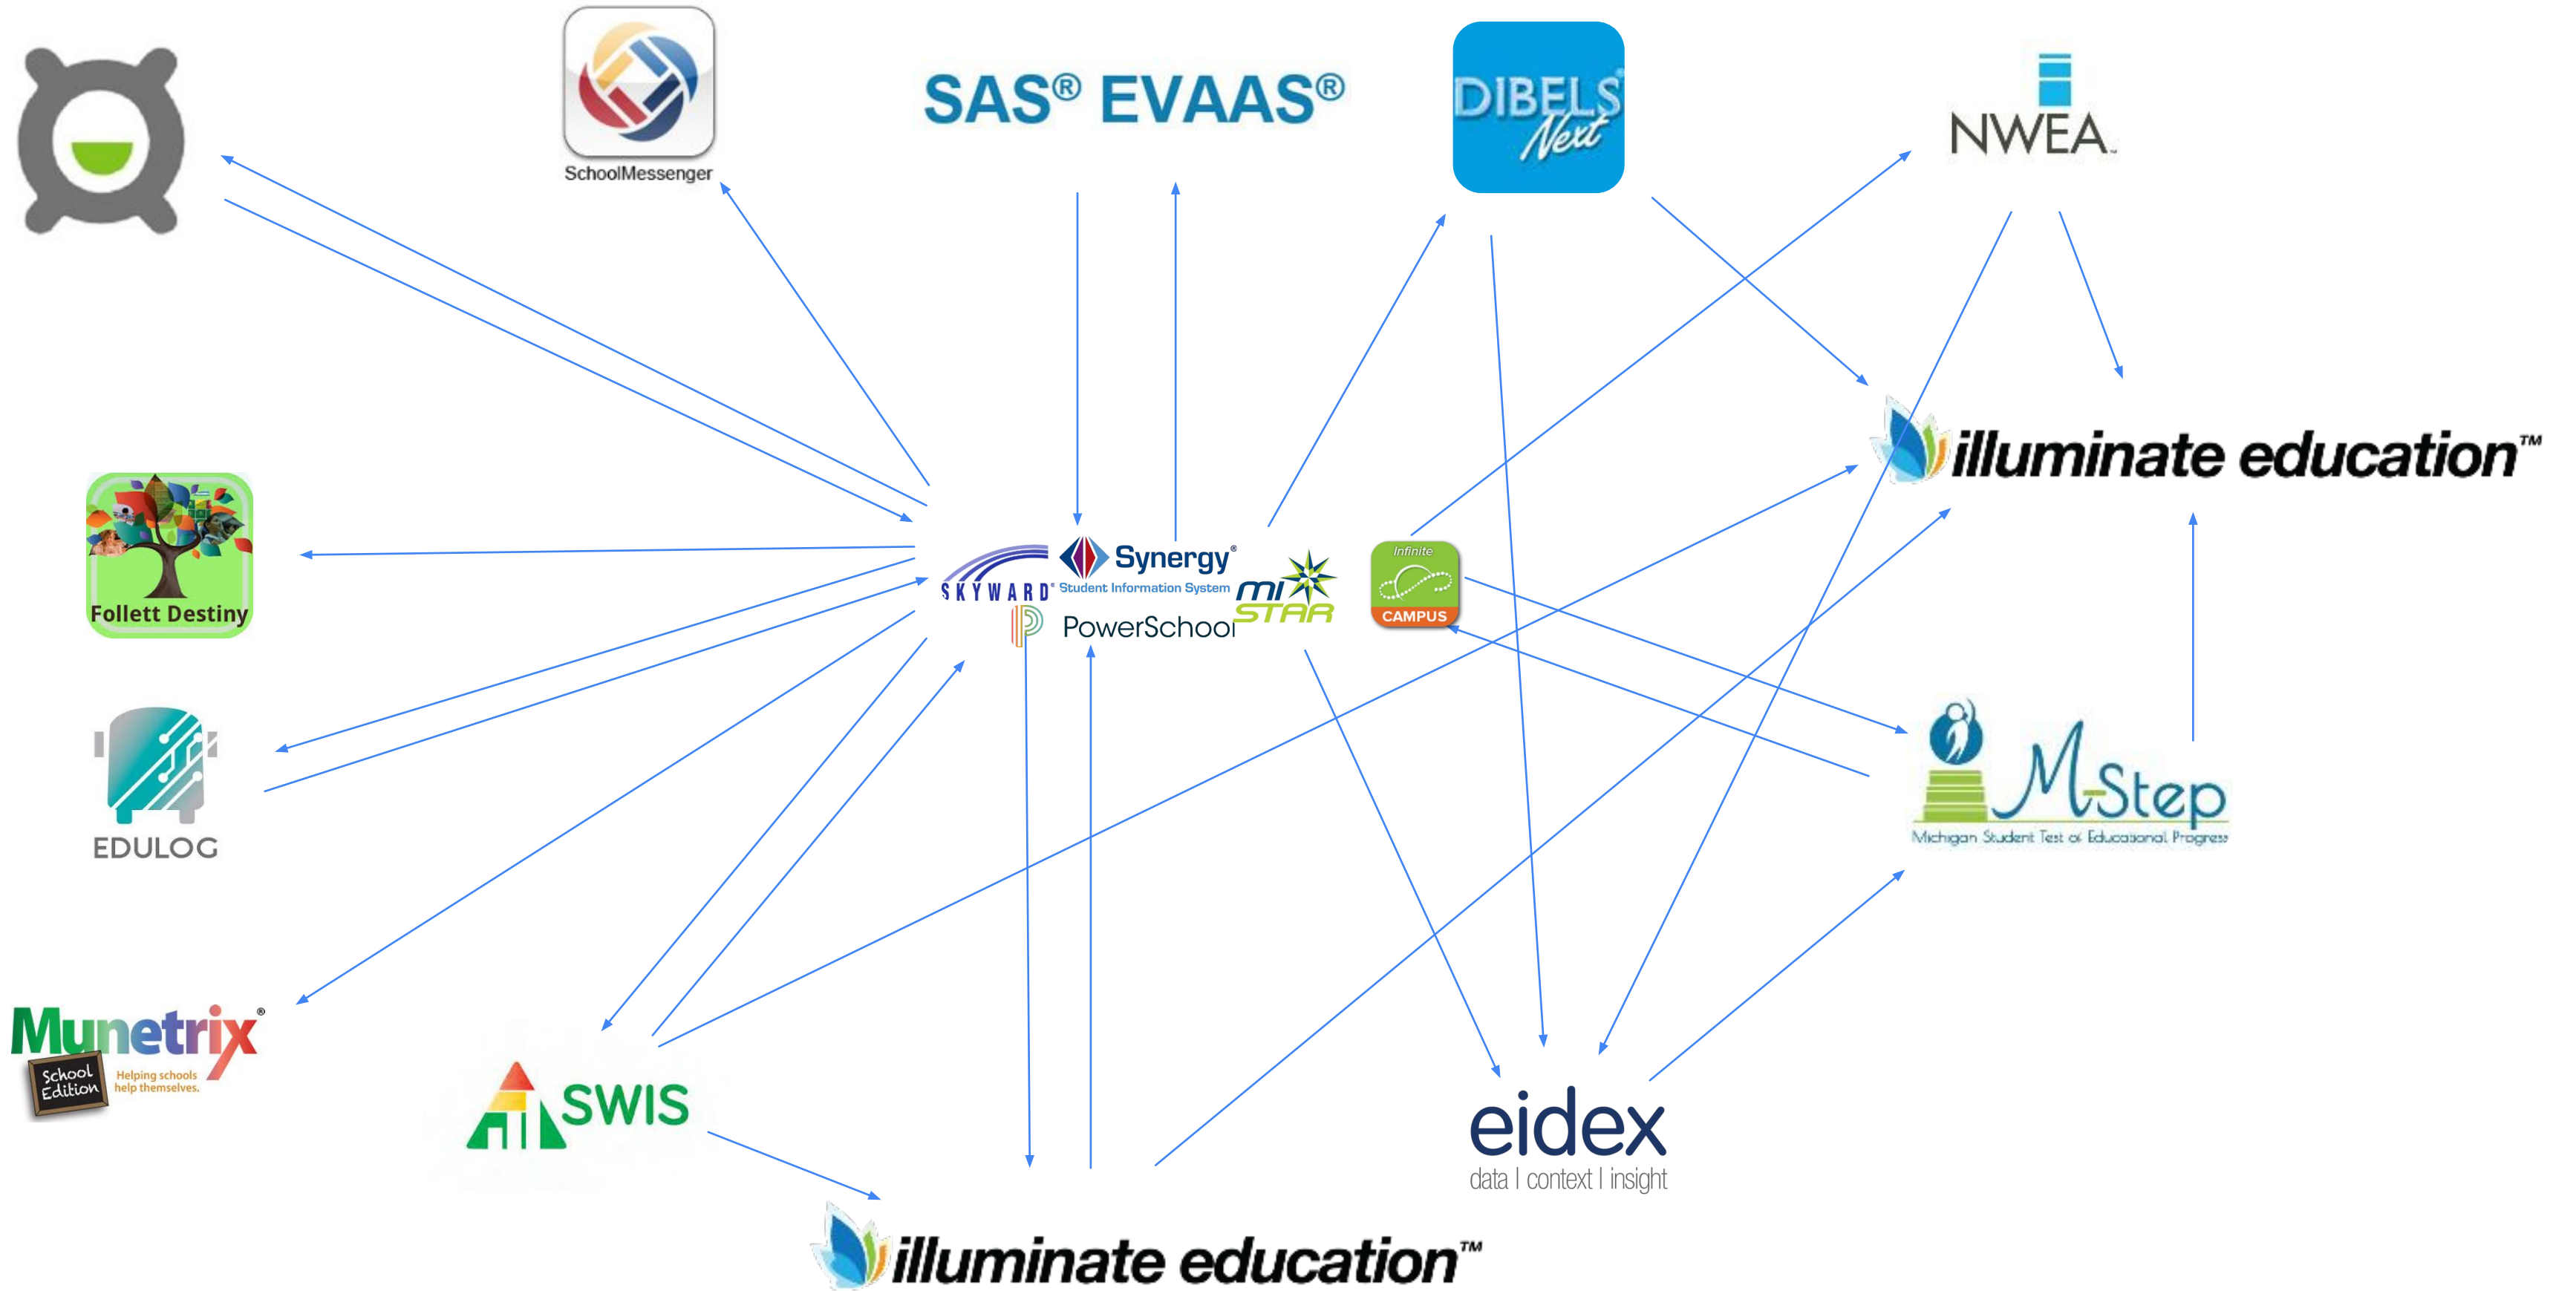 SAS® EVAAS®
DIBELS®
Next
NWEA™
SchoolMessenger
illuminate education™
Follett Destiny
SKYWARD®
Synergy®
Student Information System
PowerSchool
mi
STAR
Infinite
CAMPUS
EDULOG
M-Step
Michigan Student Test of Educational Progress
Munetrix®
School
Edition
Helping schools
help themselves.
SWIS
eidex
data | context | insight
illuminate education™